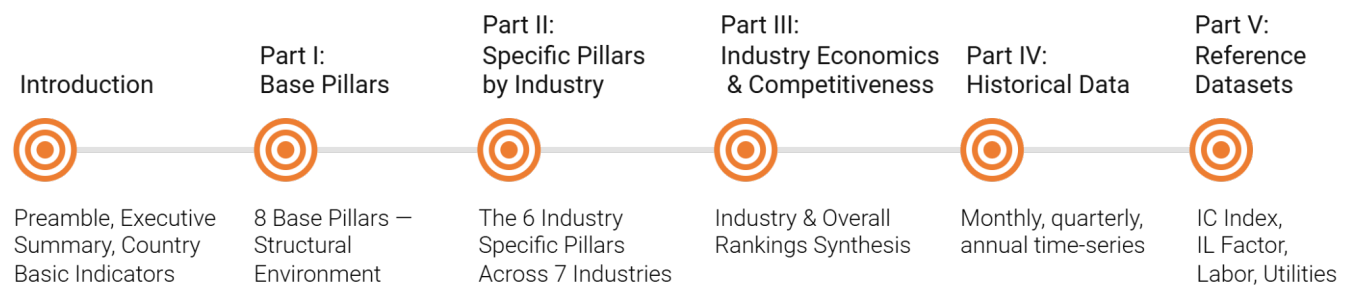 Introduction
Part I:
Base Pillars
Part II:
Specific Pillars
by Industry
Part III:
Industry Economics
& Competitiveness
Part IV:
Historical Data
Part V:
Reference
Datasets
Preamble, Executive
Summary, Country
Basic Indicators
8 Base Pillars —
Structural
Environment
The 6 Industry
Specific Pillars
Across 7 Industries
Industry & Overall
Rankings Synthesis
Monthly, quarterly,
annual time-series
IC Index,
IL Factor,
Labor, Utilities